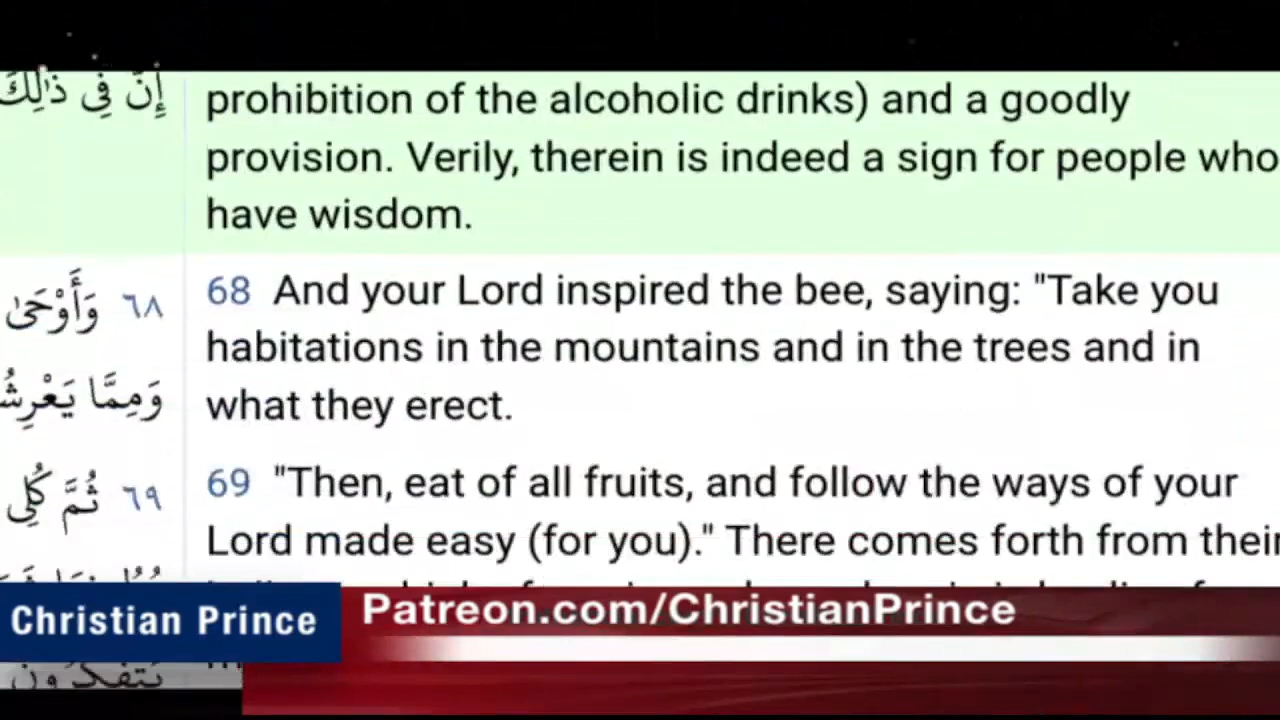 إِنَّ فِي ذَٰلِكَ
prohibition of the alcoholic drinks) and a goodly
provision. Verily, therein is indeed a sign for people who
have wisdom.
٦٨ وَأَوْحَىٰ
68 And your Lord inspired the bee, saying: "Take you
habitations in the mountains and in the trees and in
وَمِمَّا يَعْرِشُ
what they erect.
٦٩ ثُمَّ كُلِي
69 "Then, eat of all fruits, and follow the ways of your
Lord made easy (for you)." There comes forth from their
Christian Prince
Patreon.com/ChristianPrince
يَتَفَكَّرُونَ